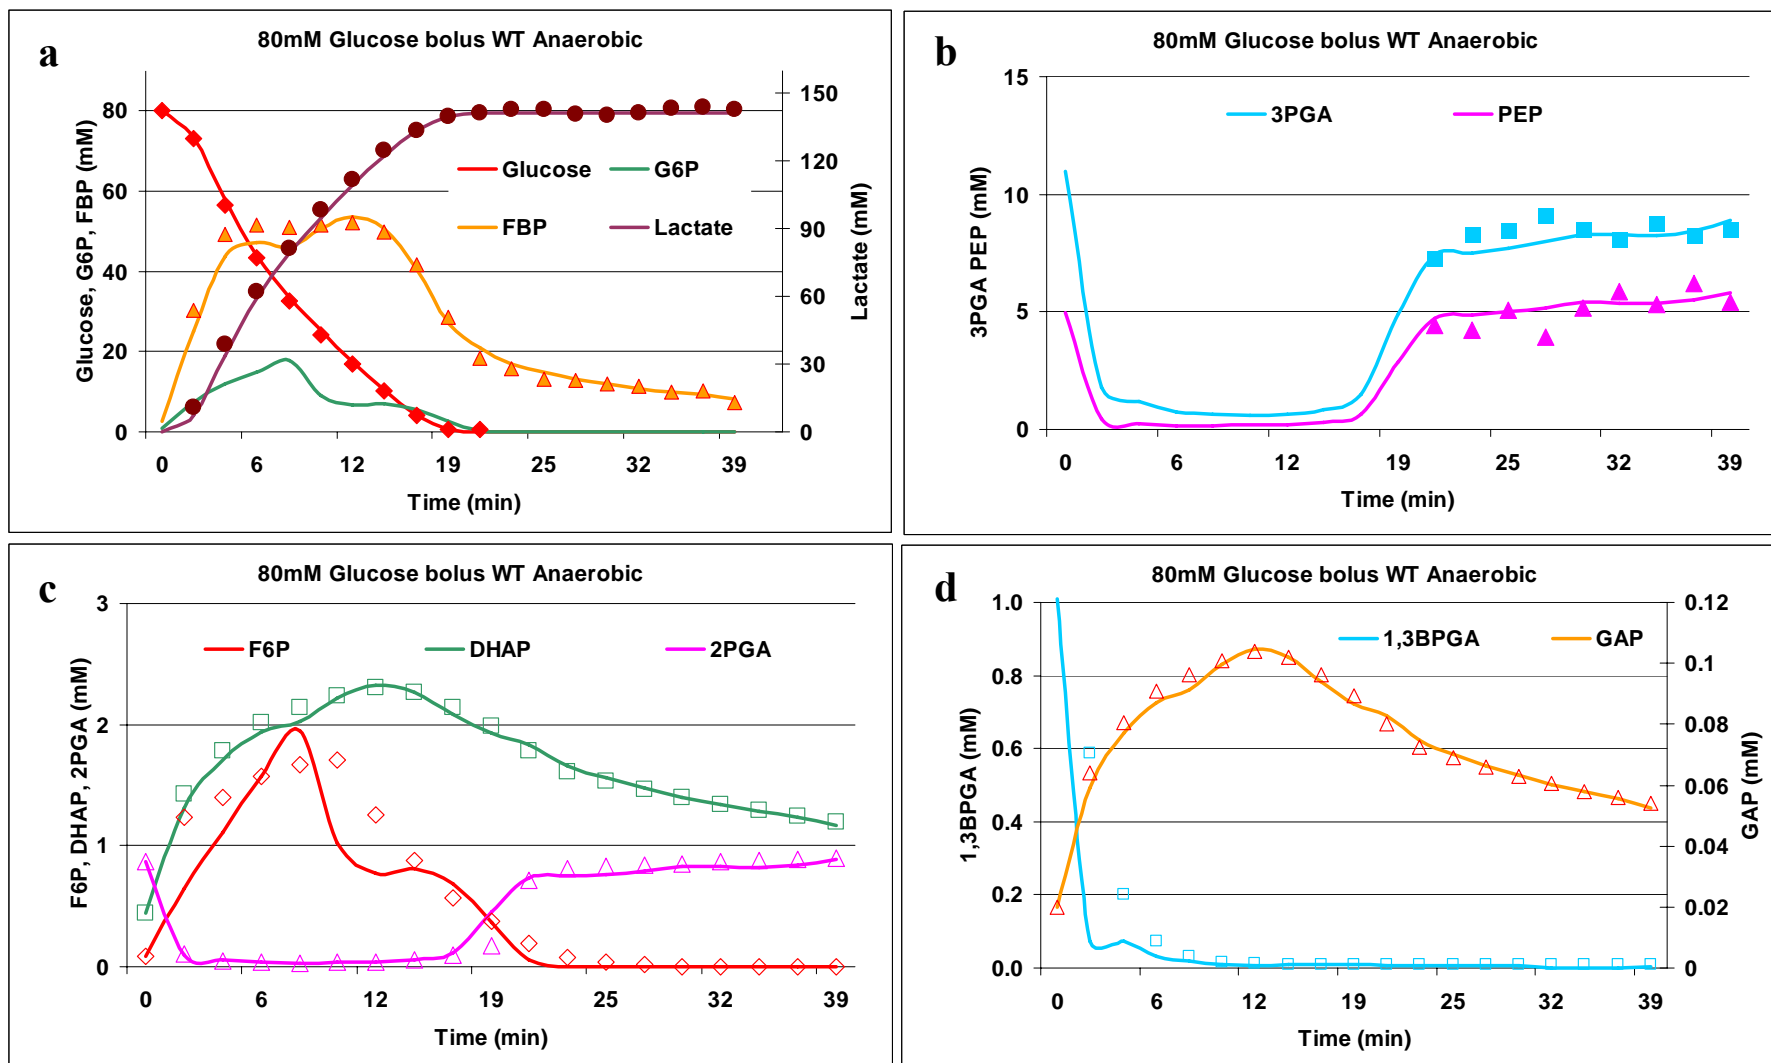 a
80mM Glucose bolus WT Anaerobic
Glucose, G6P, FBP (mM)
80
60
40
20
0
150
120
90
60
30
0
Lactate (mM)
Glucose
G6P
FBP
Lactate
0 6 12 19 25 32 39
Time (min)
b
80mM Glucose bolus WT Anaerobic
3PGA PEP (mM)
15
10
5
0
3PGA
PEP
0 6 12 19 25 32 39
Time (min)
c
80mM Glucose bolus WT Anaerobic
F6P, DHAP, 2PGA (mM)
3
2
1
0
F6P
DHAP
2PGA
0 6 12 19 25 32 39
Time (min)
d
80mM Glucose bolus WT Anaerobic
1,3BPGA (mM)
1.0
0.8
0.6
0.4
0.2
0.0
0.12
0.1
0.08
0.06
0.04
0.02
0
GAP (mM)
1,3BPGA
GAP
0 6 12 19 25 32 39
Time (min)